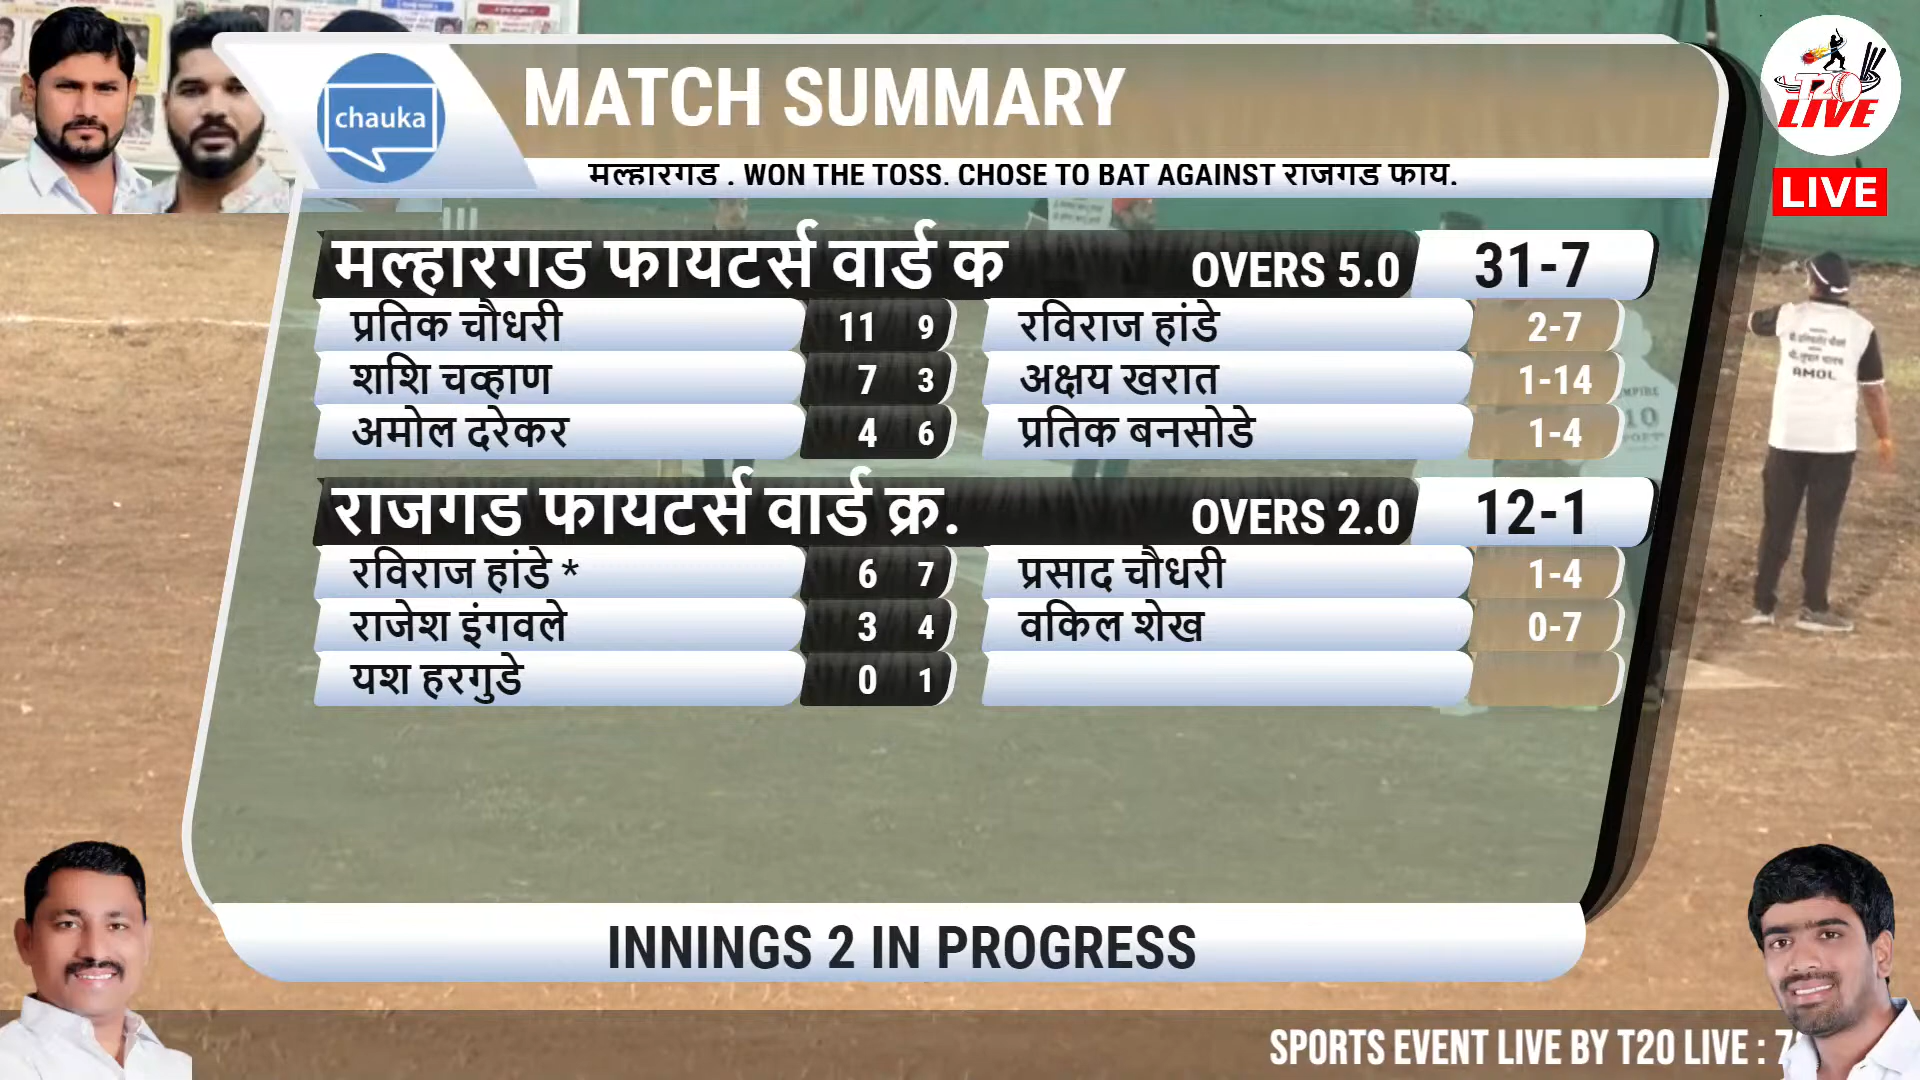 chauka
MATCH SUMMARY
मल्हारगड . WON THE TOSS. CHOSE TO BAT AGAINST राजगड फाय.
T20
LIVE
LIVE
मल्हारगड फायटर्स वार्ड क OVERS 5.0 31-7
प्रतिक चौधरी 11 9 रविराज हांडे 2-7
शशि चव्हाण 7 3 अक्षय खरात 1-14
अमोल दरेकर 4 6 प्रतिक बनसोडे 1-4
राजगड फायटर्स वार्ड क्र. OVERS 2.0 12-1
रविराज हांडे * 6 7 प्रसाद चौधरी 1-4
राजेश इंगवले 3 4 वकिल शेख 0-7
यश हरगुडे 0 1
AMOL
10
INNINGS 2 IN PROGRESS
SPORTS EVENT LIVE BY T20 LIVE : 7